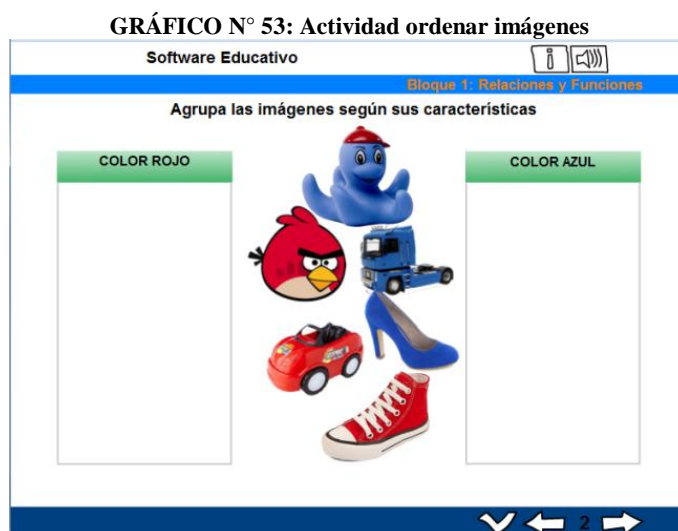 GRÁFICO N° 53: Actividad ordenar imágenes
Software Educativo
Bloque 1: Relaciones y Funciones
Agrupa las imágenes según sus características
COLOR ROJO
COLOR AZUL
2